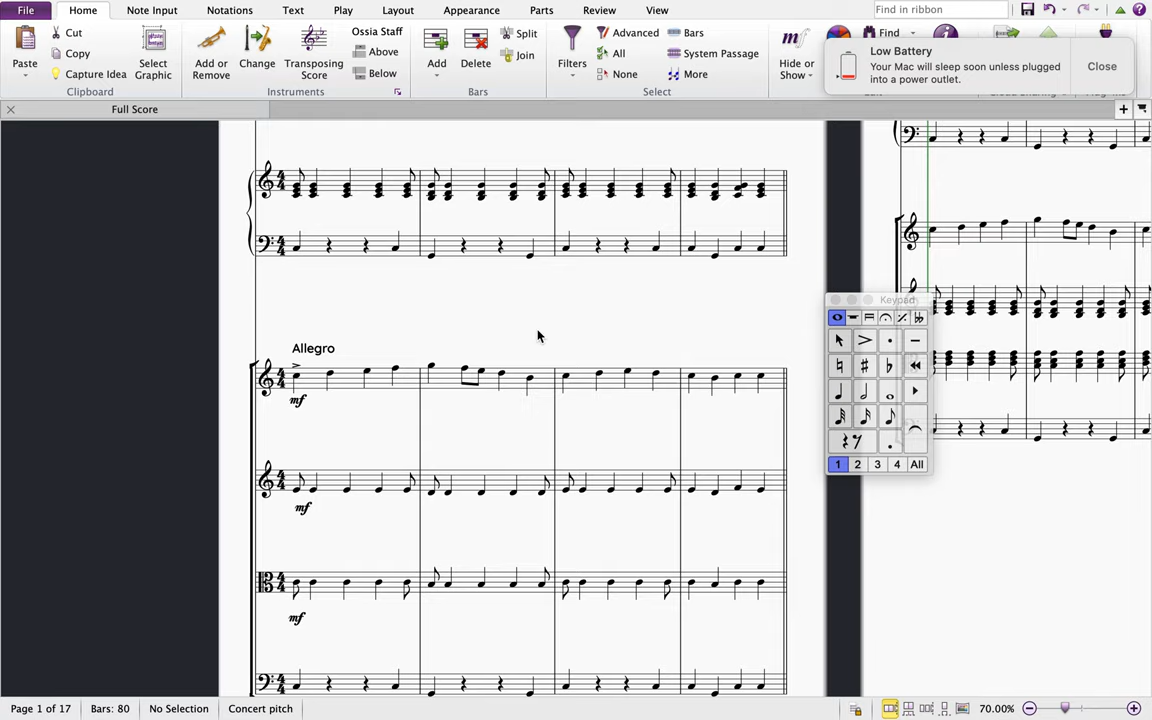 File Home Note Input Notations Text Play Layout Appearance Parts Review View Find in ribbon
Paste
Cut
Copy
Capture Idea
Clipboard
Select Graphic
Add or Remove
Change
Transposing Score
Instruments
Ossia Staff
Above
Below
Add
Delete
Split
Join
Bars
Filters
Advanced
All
None
Bars
System Passage
More
Select
Hide or Show
Find
Low Battery
Your Mac will sleep soon unless plugged
into a power outlet.
Close
Full Score
Allegro
mf
mf
mf
Keypad
1 2 3 4 All
Page 1 of 17 Bars: 80 No Selection Concert pitch 70.00%